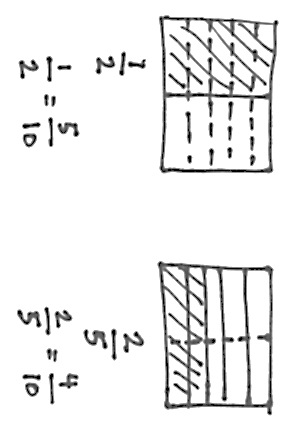 1/2
1/2 = 5/10
2/5
2/5 = 4/10